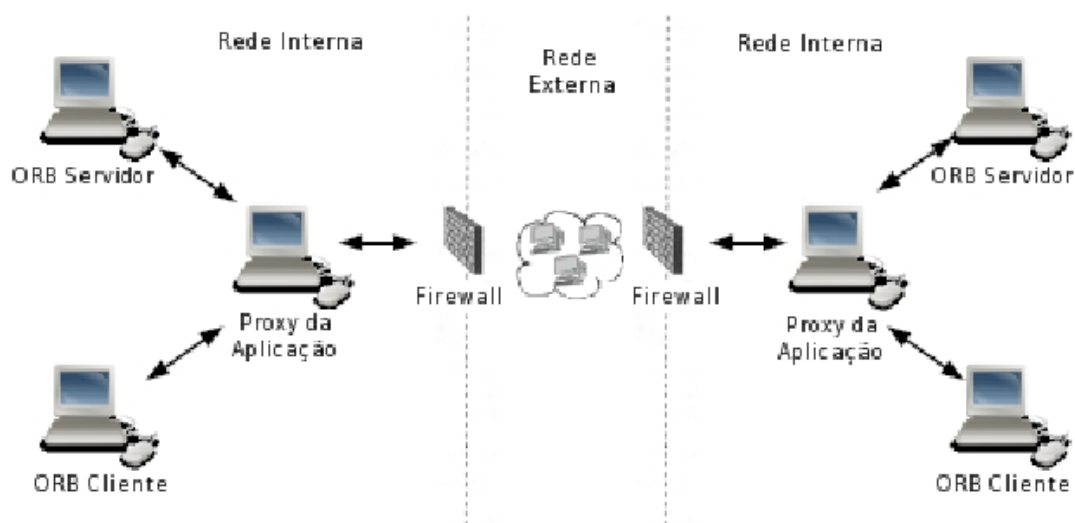 Rede Interna
Rede
Externa
Rede Interna
ORB Servidor
ORB Servidor
Firewall
Firewall
Proxy da
Aplicação
Proxy da
Aplicação
ORB Cliente
ORB Cliente